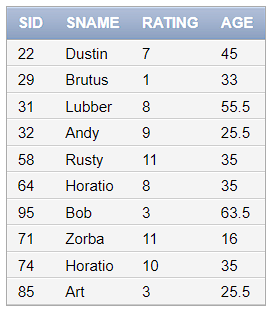 SID SNAME RATING AGE
22 Dustin 7 45
29 Brutus 1 33
31 Lubber 8 55.5
32 Andy 9 25.5
58 Rusty 11 35
64 Horatio 8 35
95 Bob 3 63.5
71 Zorba 11 16
74 Horatio 10 35
85 Art 3 25.5